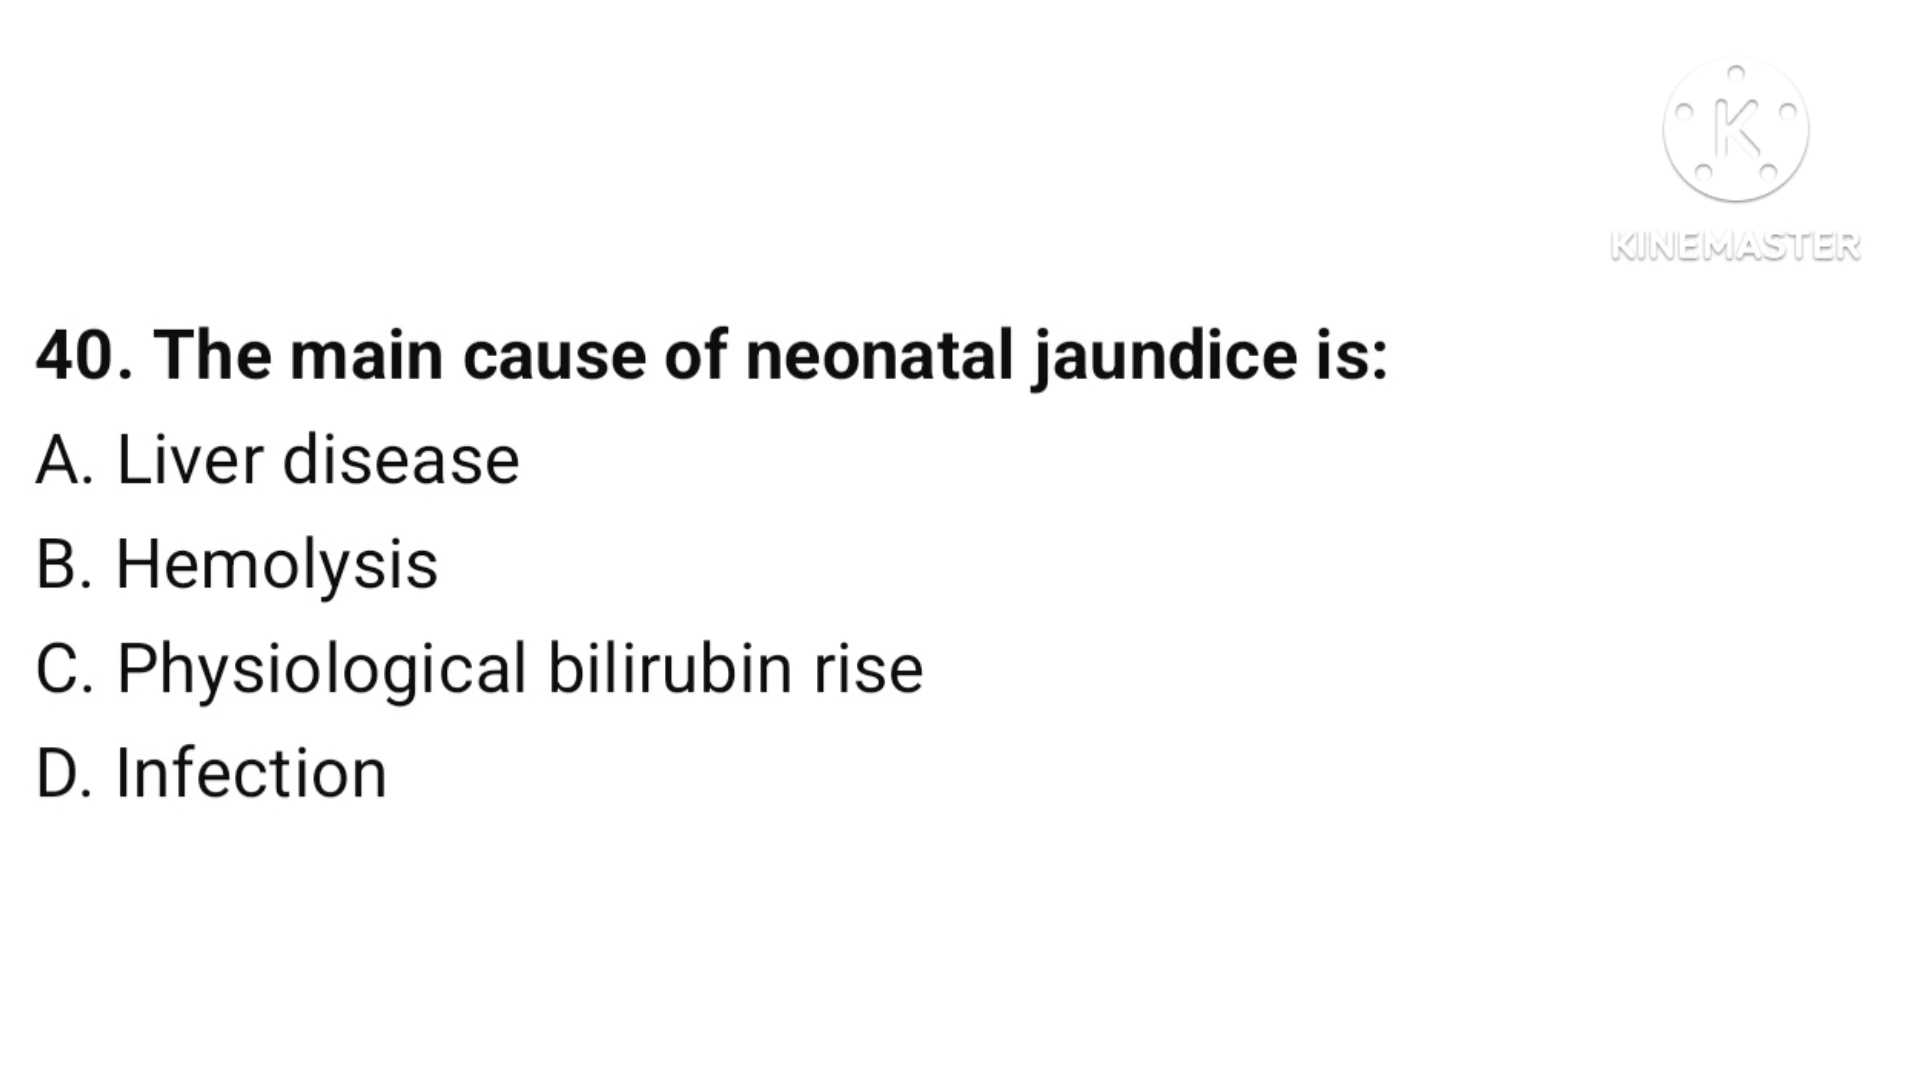 K
KINEMASTER
40. The main cause of neonatal jaundice is:
A. Liver disease
B. Hemolysis
C. Physiological bilirubin rise
D. Infection